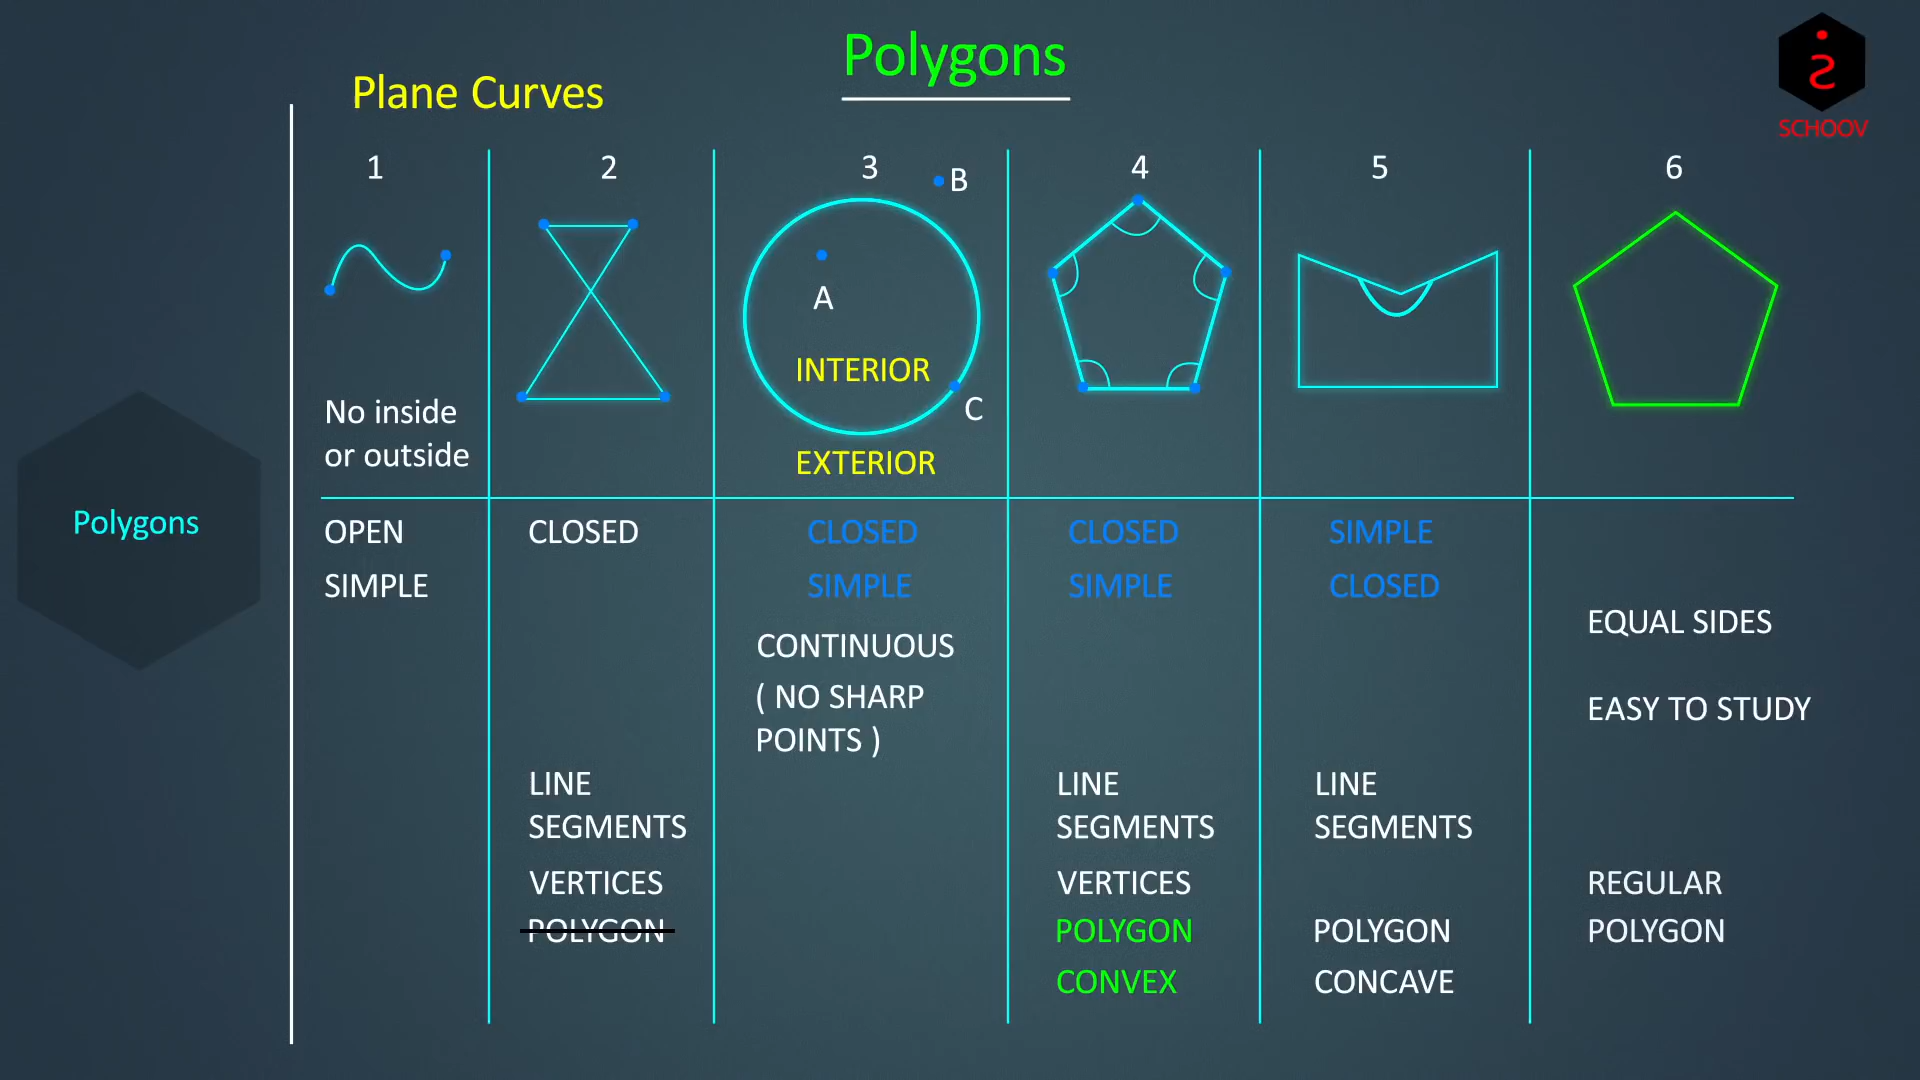 Polygons
Plane Curves
SCHOOV
1
2
3
4
5
6
B
A
INTERIOR
C
EXTERIOR
No inside
or outside
Polygons
OPEN
SIMPLE
CLOSED
LINE
SEGMENTS
VERTICES
POLYGON
CLOSED
SIMPLE
CONTINUOUS
( NO SHARP
POINTS )
CLOSED
SIMPLE
LINE
SEGMENTS
VERTICES
POLYGON
CONVEX
SIMPLE
CLOSED
LINE
SEGMENTS
POLYGON
CONCAVE
EQUAL SIDES
EASY TO STUDY
REGULAR
POLYGON